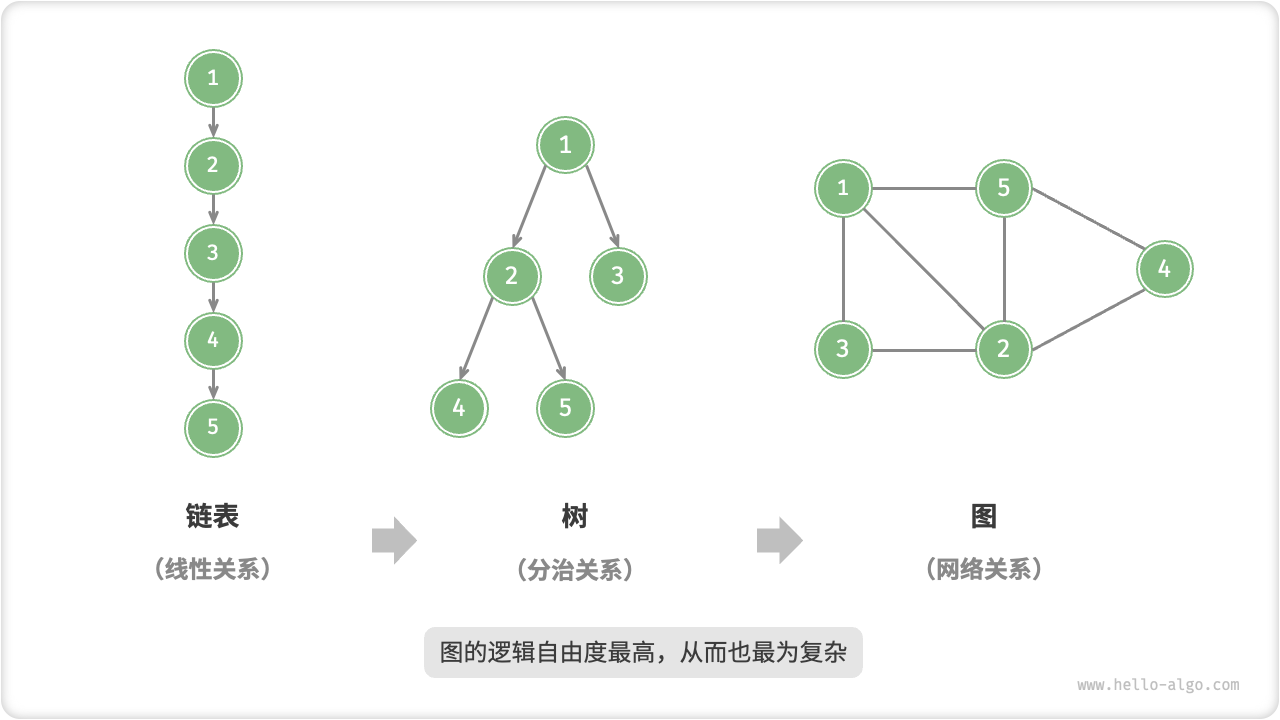 1
2
3
4
5
1
2
3
4
5
1
5
4
3
2
链表
（线性关系）
树
（分治关系）
图
（网络关系）
图的逻辑自由度最高，从而也最为复杂
www.hello-algo.com